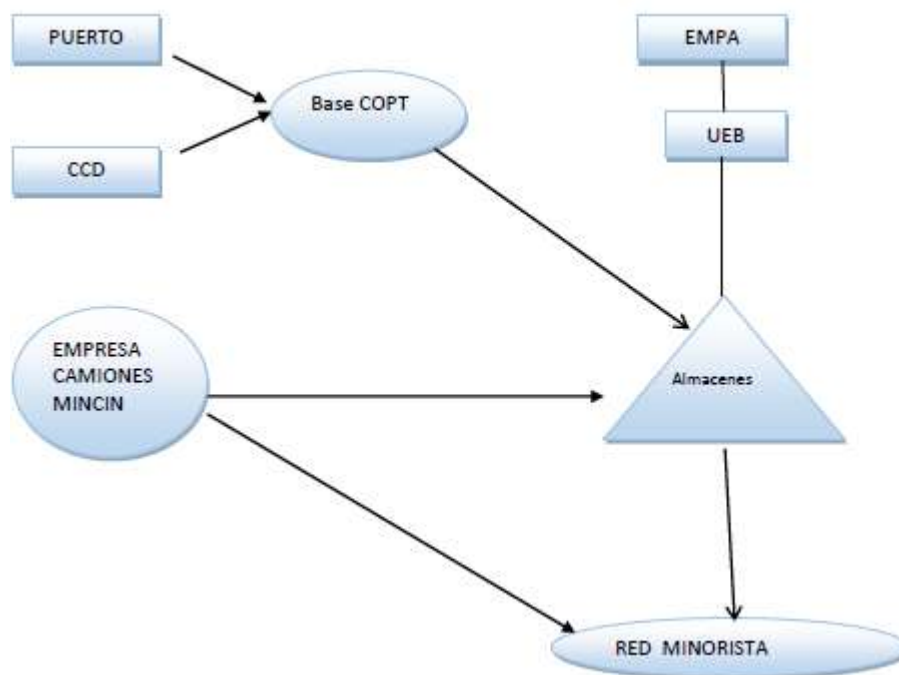 PUERTO
EMPA
Base COPT
UEB
CCD
EMPRESA
CAMIONES
MINCIN
Almacenes
RED MINORISTA